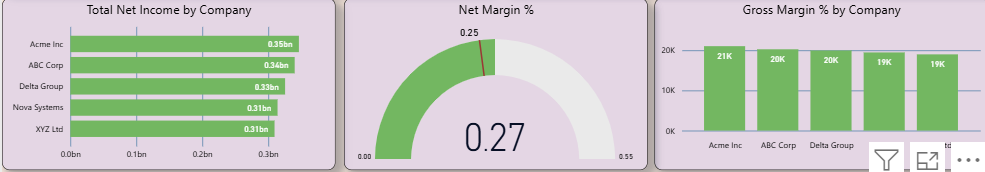 Total Net Income by Company
Acme Inc
0.35bn
ABC Corp
0.34bn
Delta Group
0.33bn
Nova Systems
0.31bn
XYZ Ltd
0.31bn
0.0bn 0.1bn 0.2bn 0.3bn
Net Margin %
0.25
0.27
0.00
0.55
Gross Margin % by Company
20K
10K
0K
21K 20K 20K 19K 19K
Acme Inc ABC Corp Delta Group